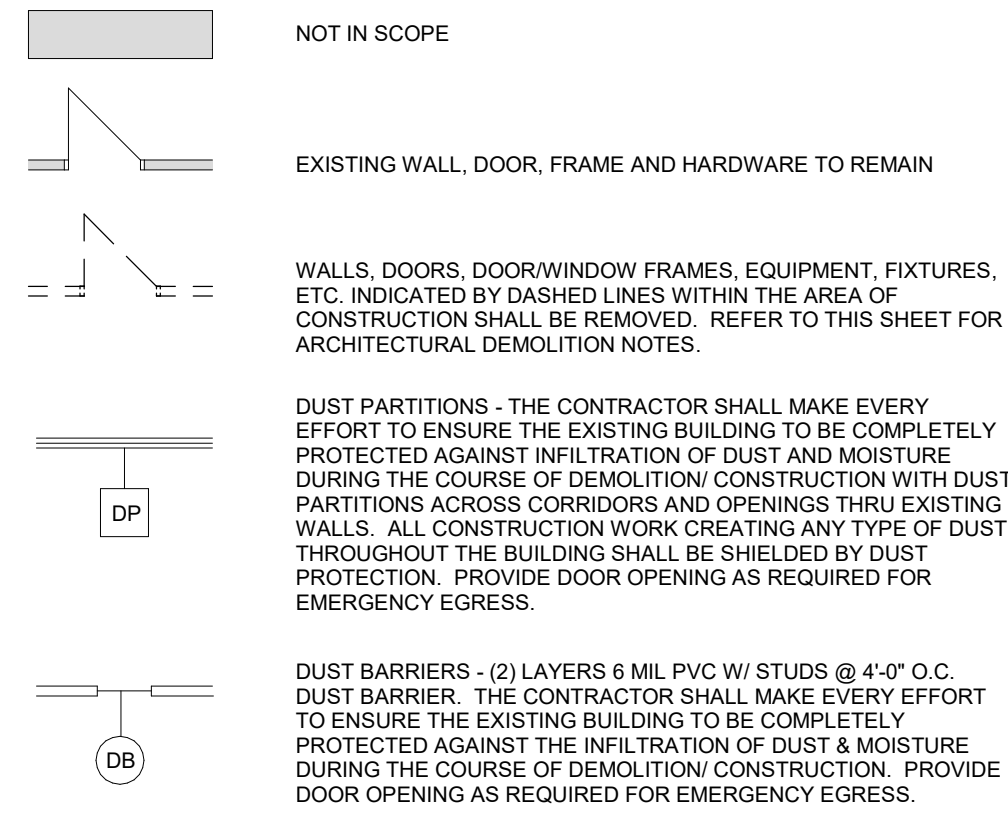 NOT IN SCOPE
EXISTING WALL, DOOR, FRAME AND HARDWARE TO REMAIN
WALLS, DOORS, DOOR/WINDOW FRAMES, EQUIPMENT, FIXTURES,
ETC. INDICATED BY DASHED LINES WITHIN THE AREA OF
CONSTRUCTION SHALL BE REMOVED.  REFER TO THIS SHEET FOR
ARCHITECTURAL DEMOLITION NOTES.
DP
DUST PARTITIONS - THE CONTRACTOR SHALL MAKE EVERY
EFFORT TO ENSURE THE EXISTING BUILDING TO BE COMPLETELY
PROTECTED AGAINST INFILTRATION OF DUST AND MOISTURE
DURING THE COURSE OF DEMOLITION/ CONSTRUCTION WITH DUST
PARTITIONS ACROSS CORRIDORS AND OPENINGS THRU EXISTING
WALLS.  ALL CONSTRUCTION WORK CREATING ANY TYPE OF DUST
THROUGHOUT THE BUILDING SHALL BE SHIELDED BY DUST
PROTECTION.  PROVIDE DOOR OPENING AS REQUIRED FOR
EMERGENCY EGRESS.
DB
DUST BARRIERS - (2) LAYERS 6 MIL PVC W/ STUDS @ 4'-0" O.C.
DUST BARRIER.  THE CONTRACTOR SHALL MAKE EVERY EFFORT
TO ENSURE THE EXISTING BUILDING TO BE COMPLETELY
PROTECTED AGAINST THE INFILTRATION OF DUST & MOISTURE
DURING THE COURSE OF DEMOLITION/ CONSTRUCTION.  PROVIDE
DOOR OPENING AS REQUIRED FOR EMERGENCY EGRESS.